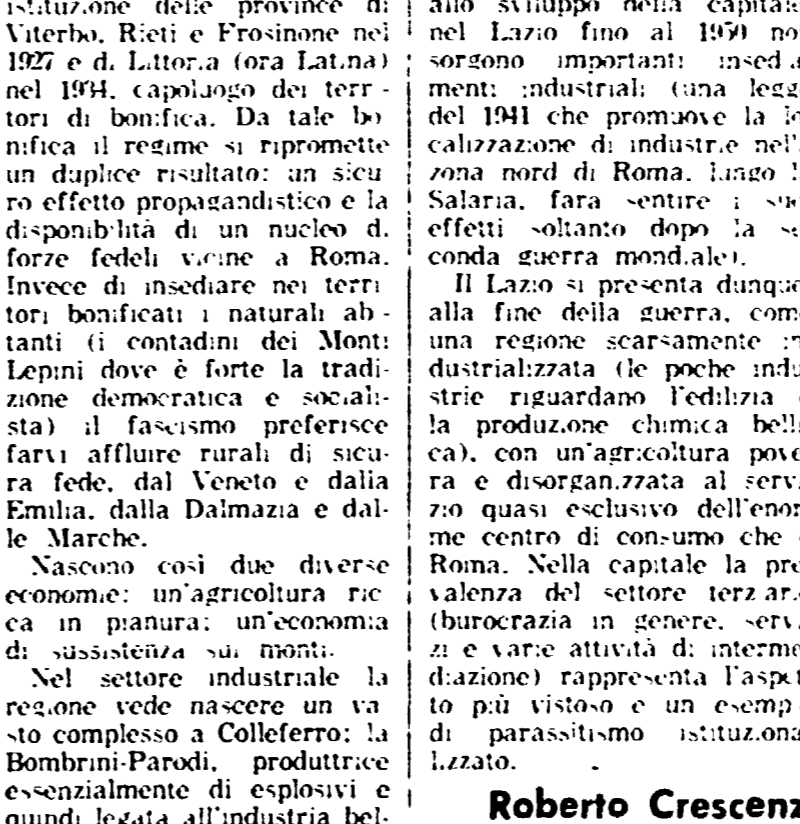 istituzione delle province di
Viterbo, Rieti e Frosinone nel
1927 e di Littoria (ora Latina)
nel 1934, capoluogo dei terri-
tori di bonifica. Da tale bo
nifica il regime si ripromette
un duplice risultato: un sicu
ro effetto propagandistico e la
disponibilità di un nucleo di
forze fedeli vicine a Roma.
Invece di insediare nei terri
tori bonificati i naturali abi-
tanti (i contadini dei Monti
Lepini dove è forte la tradi-
zione democratica e sociali-
sta) il fascismo preferisce
farvi affluire rurali di sicu-
ra fede, dal Veneto e dalla
Emilia, dalla Dalmazia e dal-
le Marche.
Nascono così due diverse
economie: un'agricoltura ric
ca in pianura; un'economia
di sussistenza sui monti.
Nel settore industriale la
regione vede nascere un va
sto complesso a Colleferro: la
Bombrini-Parodi, produttrice
essenzialmente di esplosivi e
quindi legata all'industria bel-
allo sviluppo della capitale
nel Lazio fino al 1950 no
sorgono importanti insedia
menti industriali (una legge
del 1941 che promuove la lo
calizzazione di industrie nel
zona nord di Roma, lungo
Salaria, fara sentire i suo
effetti soltanto dopo la se
conda guerra mondiale).
Il Lazio si presenta dunque
alla fine della guerra, come
una regione scarsamente in
dustrializzata (le poche indu
strie riguardano l'edilizia
la produzione chimica belli
ca), con un'agricoltura pove
ra e disorganizzata al servi
zio quasi esclusivo dell'enor
me centro di consumo che
Roma. Nella capitale la pre
valenza del settore terziario
(burocrazia in genere, servi
zi e varie attività di interme
diazione) rappresenta l'aspet
to più vistoso e un esempi
di parassitismo istituziona
lizzato.
Roberto Crescenz